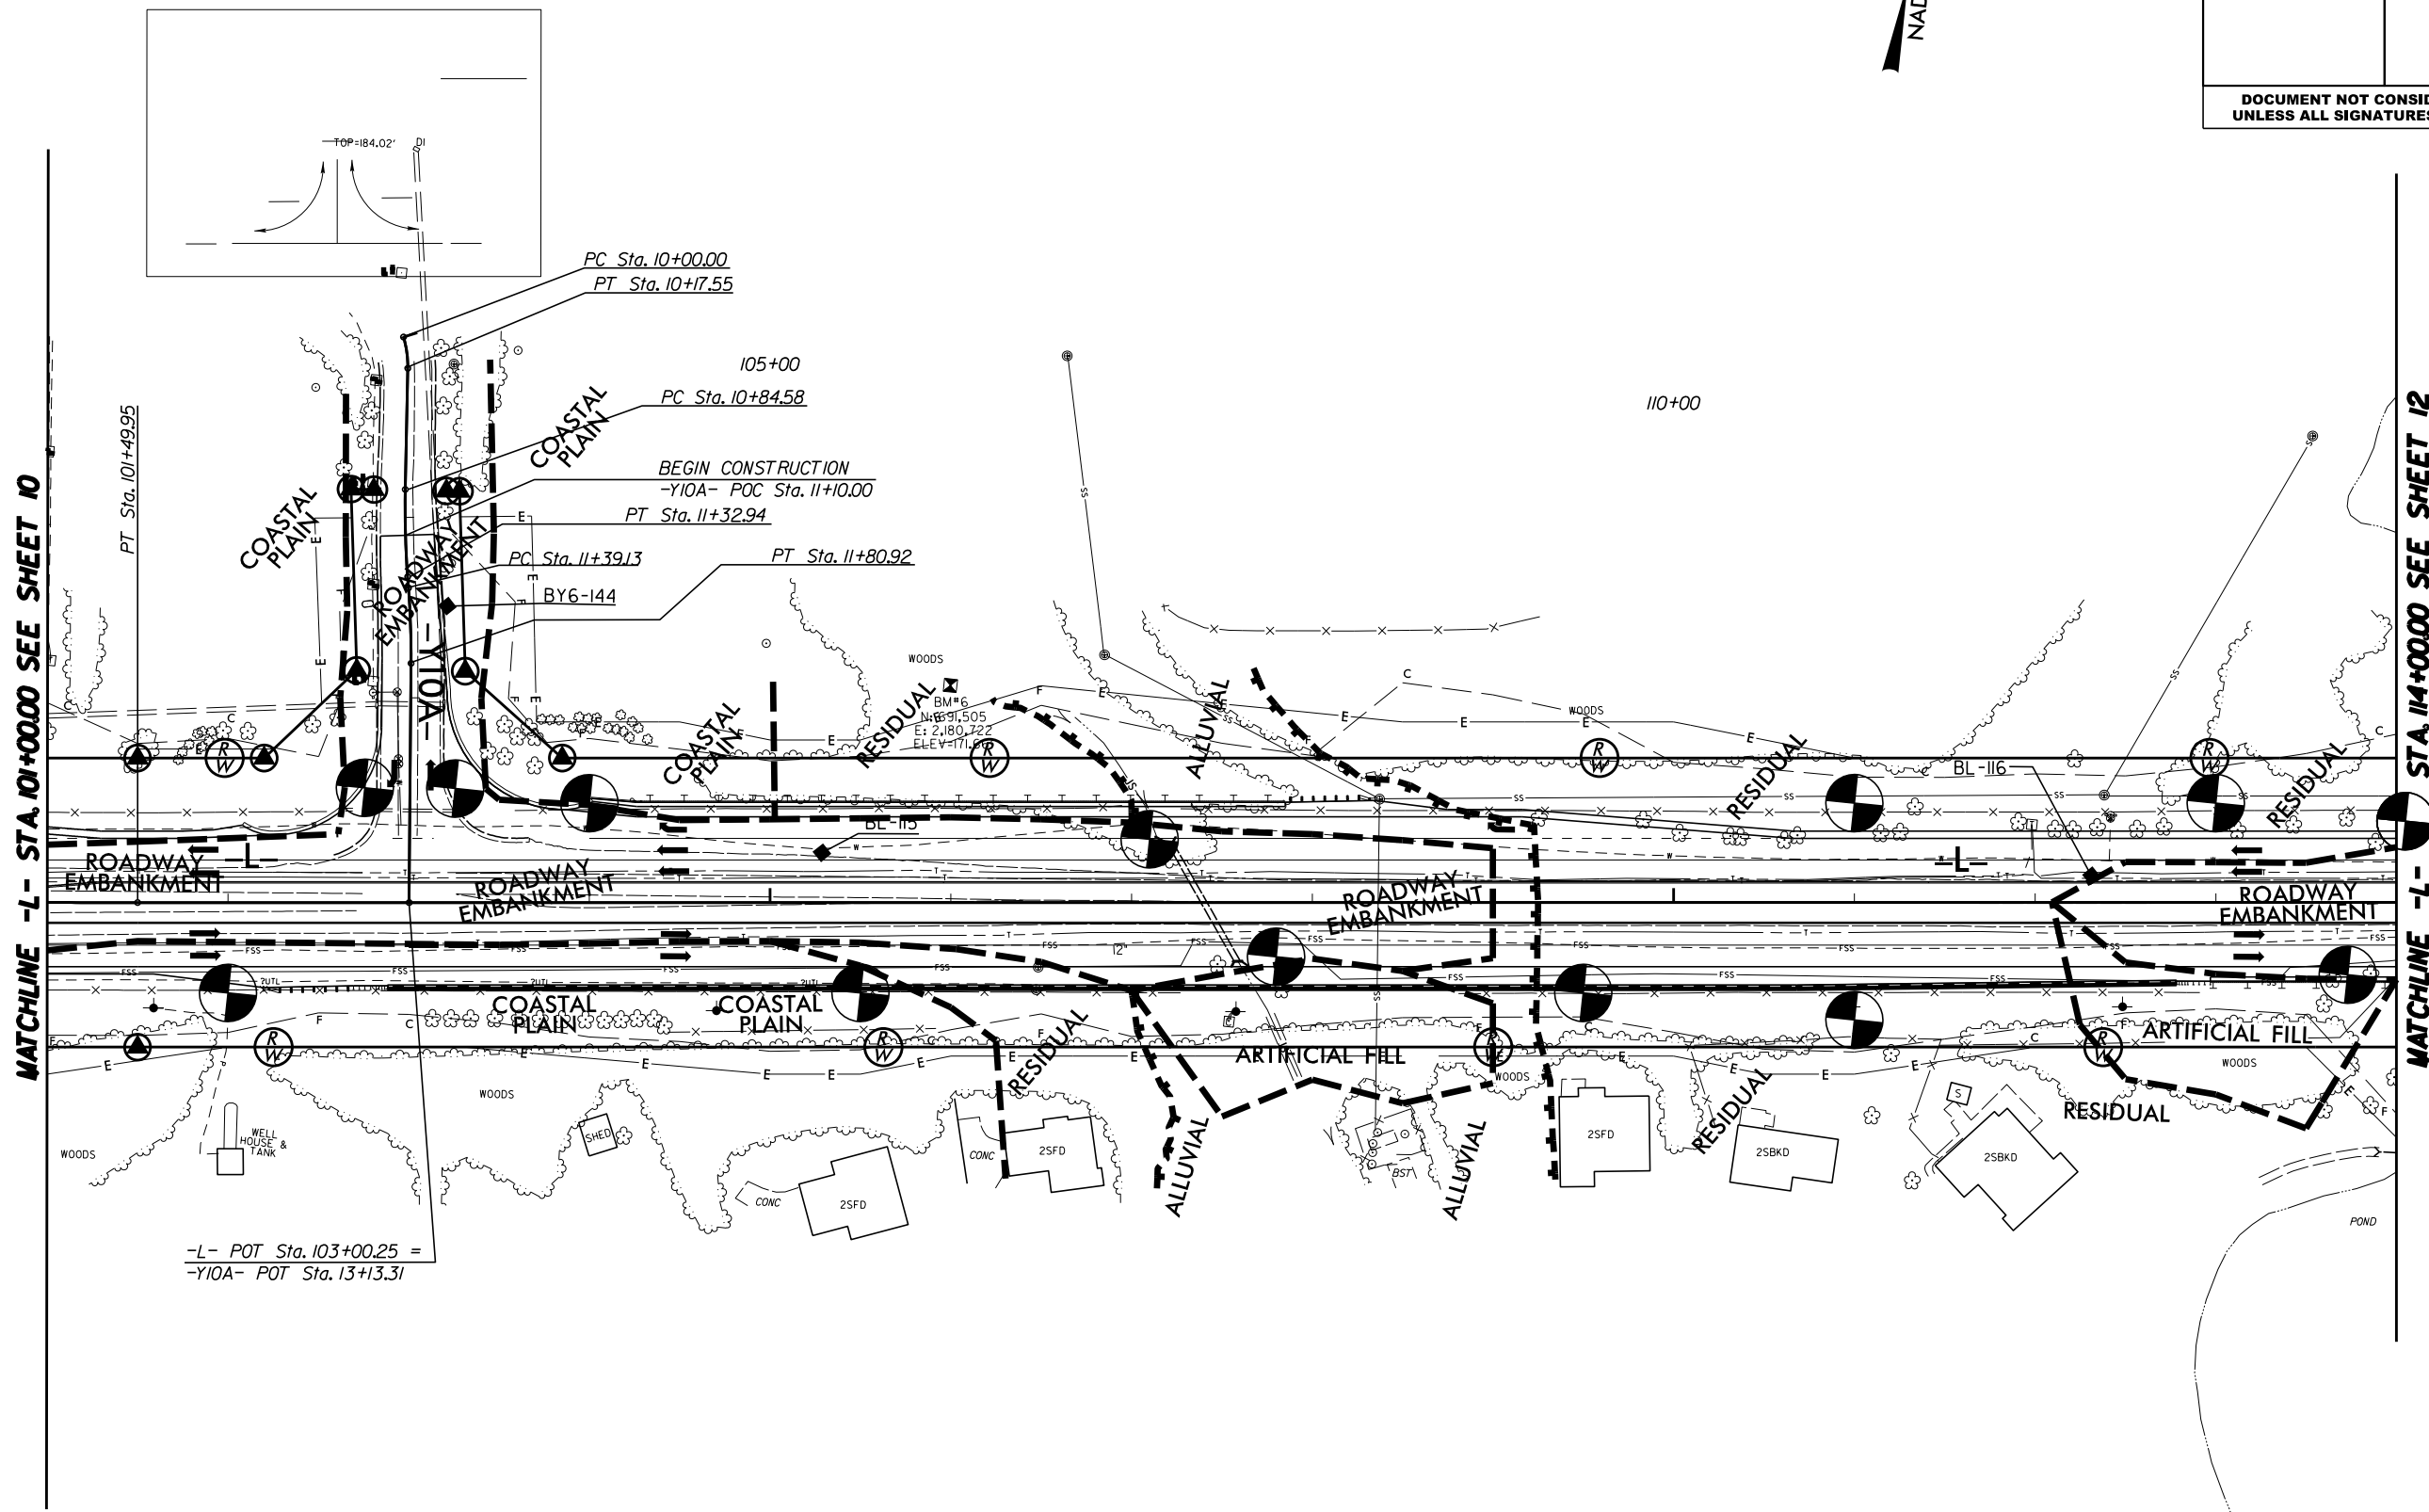 NAD
DOCUMENT NOT CONSID
UNLESS ALL SIGNATURES
TOP=184.02'
DI
PC Sta. 10+00.00
PT Sta. 10+17.55
105+00
PC Sta. 10+84.58
110+00
PT Sta. 101+49.95
COASTAL
PLAIN
BEGIN CONSTRUCTION
-Y10A- POC Sta. 11+10.00
COASTAL
PLAIN
PT Sta. 11+32.94
ROADWAY
EMBANKMENT
PC Sta. 11+39.13
PT Sta. 11+80.92
BY6-144
-Y10A-
MATCHLINE -L- STA. 101+00.00 SEE SHEET 10
MATCHLINE -L- STA. 114+00.00 SEE SHEET 12
WOODS
BM#6
E: 2,180,722
RESIDUAL
COASTAL
PLAIN
ALLUVIAL
WOODS
RESIDUAL
BL-116
RESIDUAL
BL-115
ROADWAY
EMBANKMENT
-L-
ROADWAY
EMBANKMENT
ROADWAY
EMBANKMENT
-L-
ROADWAY
EMBANKMENT
12"
COASTAL
PLAIN
COASTAL
PLAIN
RESIDUAL
ARTIFICIAL FILL
ARTIFICIAL FILL
WOODS
WOODS
WOODS
RESIDUAL
RESIDUAL
WELL
HOUSE &
TANK
WOODS
SHED
CONC
2SFD
CONC
2SFD
ALLUVIAL
BST
ALLUVIAL
2SFD
2SBKD
S
2SBKD
POND
-L- POT Sta. 103+00.25 =
-Y10A- POT Sta. 13+13.31